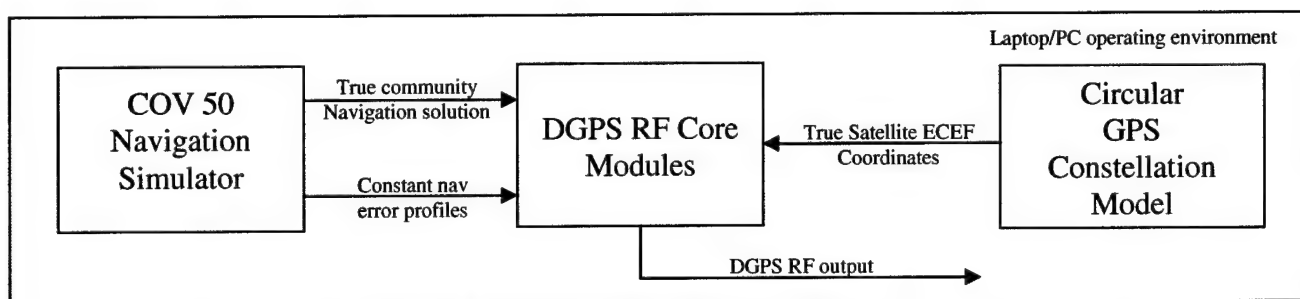 Laptop/PC operating environment
COV 50
Navigation
Simulator
True community
Navigation solution
Constant nav
error profiles
DGPS RF Core
Modules
True Satellite ECEF
Coordinates
Circular
GPS
Constellation
Model
DGPS RF output